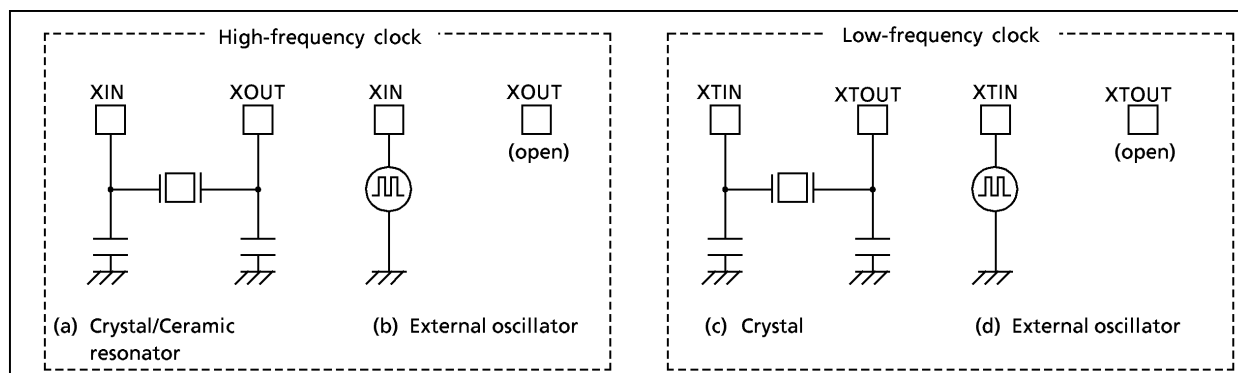 High-frequency clock
XIN
XOUT
XIN
XOUT
(open)
(a) Crystal/Ceramic
resonator
(b) External oscillator
Low-frequency clock
XTIN
XTOUT
XTIN
XTOUT
(open)
(c) Crystal
(d) External oscillator